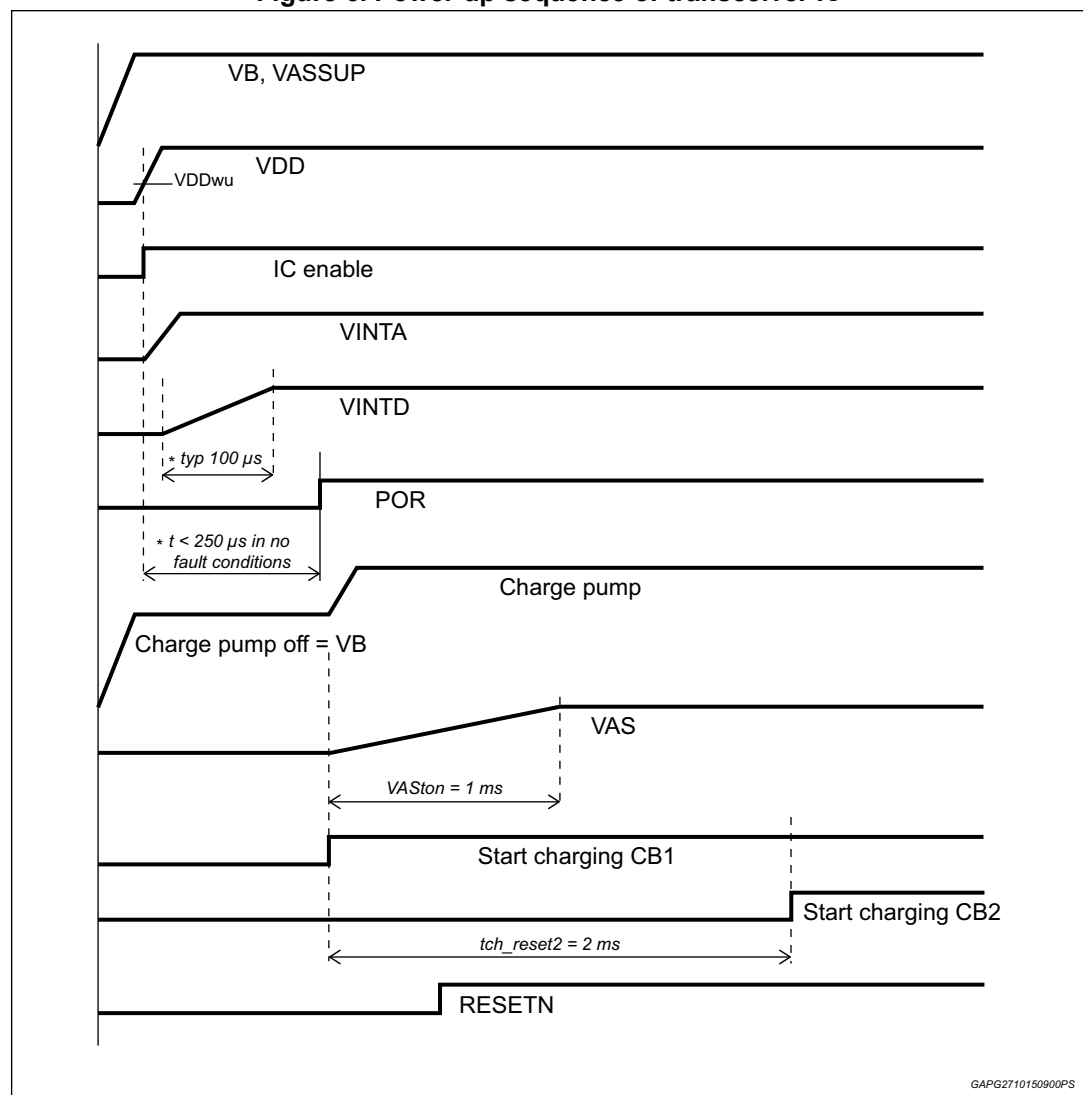 VB, VASSUP
VDD
VDDwu
IC enable
VINTA
VINTD
* typ 100 µs
POR
* t < 250 µs in no
fault conditions
Charge pump
Charge pump off = VB
VAS
VASton = 1 ms
Start charging CB1
Start charging CB2
tch_reset2 = 2 ms
RESETN
GAPG2710150900PS